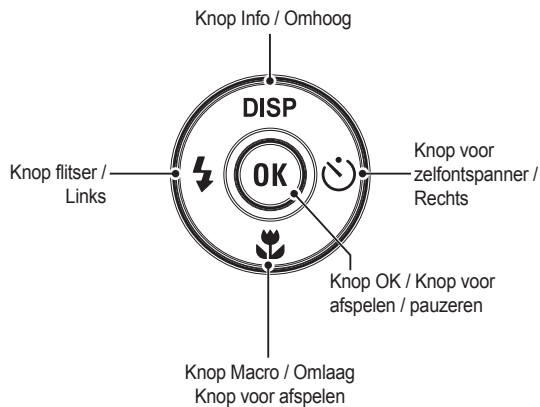 Knop Info / Omhoog
DISP
Knop flitser /
Links
OK
Knop voor
zelfontspanner /
Rechts
Knop OK / Knop voor
afspelen / pauzeren
Knop Macro / Omlaag
Knop voor afspelen